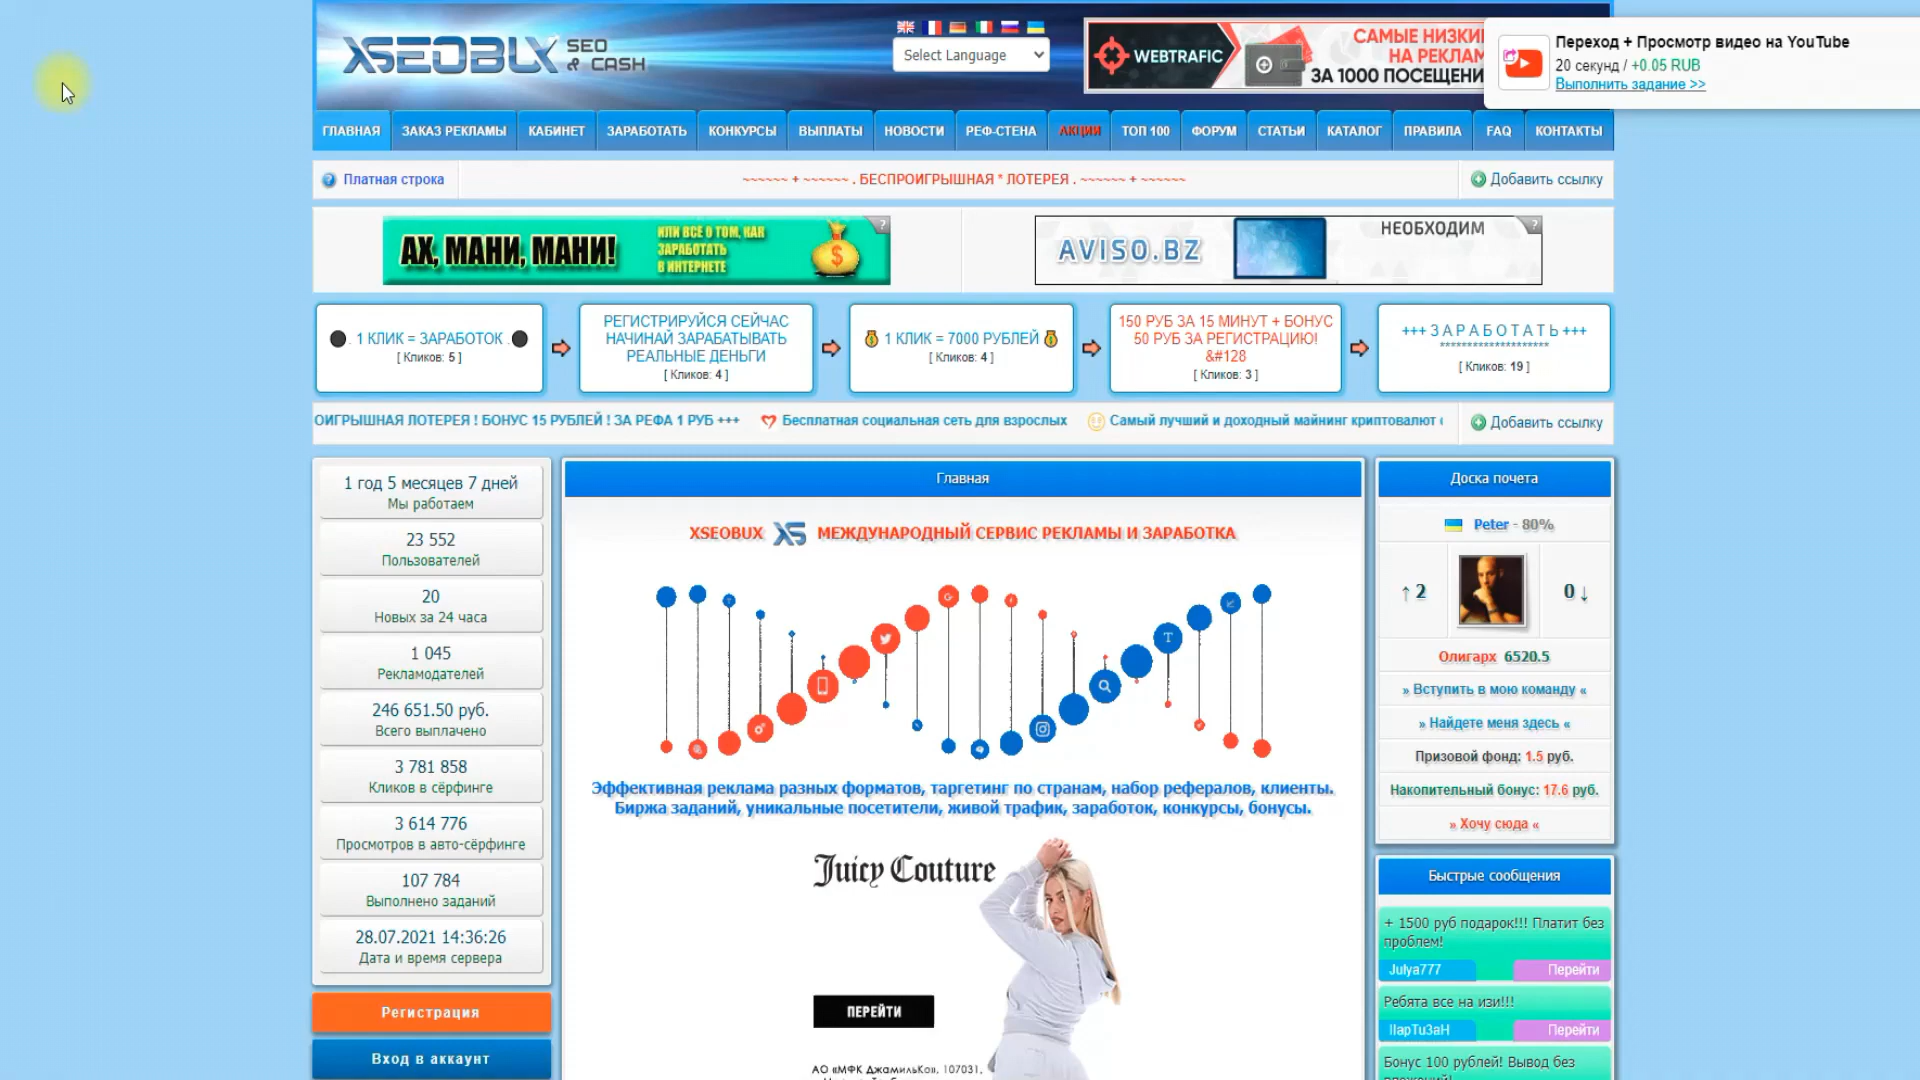 XSEOBUX SEO & CASH
Select Language
WEBTRAFIC
САМЫЕ НИЗКИ
НА РЕКЛАМ
ЗА 1000 ПОСЕЩЕНИ
Переход + Просмотр видео на YouTube
20 секунд / +0.05 RUB
Выполнить задание >>
ГЛАВНАЯ ЗАКАЗ РЕКЛАМЫ КАБИНЕТ ЗАРАБОТАТЬ КОНКУРСЫ ВЫПЛАТЫ НОВОСТИ РЕФ-СТЕНА АКЦИИ ТОП 100 ФОРУМ СТАТЬИ КАТАЛОГ ПРАВИЛА FAQ КОНТАКТЫ
Платная строка
~~~~~~ + ~~~~~~ . БЕСПРОИГРЫШНАЯ * ЛОТЕРЕЯ . ~~~~~~ + ~~~~~~
Добавить ссылку
АХ, МАНИ, МАНИ!
ИЛИ ВСЁ О ТОМ, КАК
ЗАРАБОТАТЬ
В ИНТЕРНЕТЕ
?
AVISO.BZ
НЕОБХОДИМ
?
1 КЛИК = ЗАРАБОТОК
[ Кликов: 5 ]
РЕГИСТРИРУЙСЯ СЕЙЧАС
НАЧИНАЙ ЗАРАБАТЫВАТЬ
РЕАЛЬНЫЕ ДЕНЬГИ
[ Кликов: 4 ]
1 КЛИК = 7000 РУБЛЕЙ
[ Кликов: 4 ]
150 РУБ ЗА 15 МИНУТ + БОНУС
50 РУБ ЗА РЕГИСТРАЦИЮ!
&#128
[ Кликов: 3 ]
+++ З А Р А Б О Т А Т Ь +++
********************
[ Кликов: 19 ]
ОИГРЫШНАЯ ЛОТЕРЕЯ ! БОНУС 15 РУБЛЕЙ ! ЗА РЕФА 1 РУБ +++
Бесплатная социальная сеть для взрослых
Самый лучший и доходный майнинг криптовалют
Добавить ссылку
1 год 5 месяцев 7 дней
Мы работаем
23 552
Пользователей
20
Новых за 24 часа
1 045
Рекламодателей
246 651.50 руб.
Всего выплачено
3 781 858
Кликов в сёрфинге
3 614 776
Просмотров в авто-сёрфинге
107 784
Выполнено заданий
28.07.2021 14:36:26
Дата и время сервера
Регистрация
Вход в аккаунт
Главная
XSEOBUX XS МЕЖДУНАРОДНЫЙ СЕРВИС РЕКЛАМЫ И ЗАРАБОТКА
Эффективная реклама разных форматов, таргетинг по странам, набор рефералов, клиенты.
Биржа заданий, уникальные посетители, живой трафик, заработок, конкурсы, бонусы.
Juicy Couture
ПЕРЕЙТИ
АО «МФК ДжамильКо», 107031,
Доска почета
Peter - 80%
↑ 2
0 ↓
Олигарх 6520.5
» Вступить в мою команду «
» Найдете меня здесь «
Призовой фонд: 1.5 руб.
Накопительный бонус: 17.6 руб.
» Хочу сюда «
Быстрые сообщения
+ 1500 руб подарок!!! Платит без
проблем!
Julya777
Перейти
Ребята все на изи!!!
IIapTu3aH
Перейти
Бонус 100 рублей! Вывод без